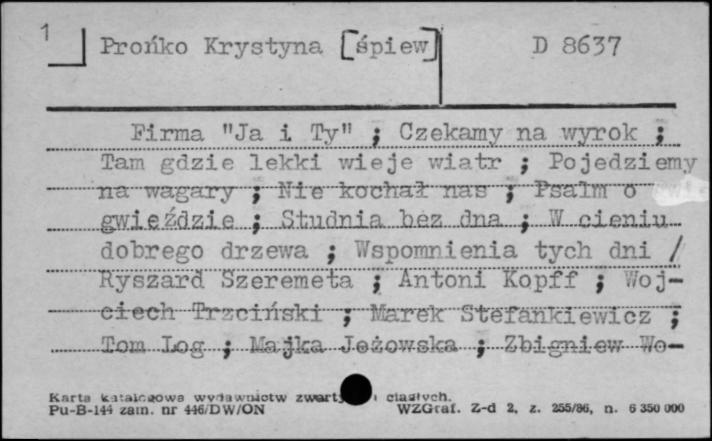 1
Prońko Krystyna [śpiew]
D 8637
Firma "Ja i Ty" ; Czekamy na wyrok ;
Tam gdzie lekki wieje wiatr ; Pojedziemy
na wagary ; Nie kochał nas ; Psalm o
gwieździe ; Studnia bez dna ; W cieniu
dobrego drzewa ; Wspomnienia tych dni /
Ryszard Szeremeta ; Antoni Kopff ; Woj-
ciech Trzciński ; Marek Stefankiewicz ;
Tom Log ; Majka Jeżowska ; Zbigniew Wo-
Karta katalogowa wydawnictw i ciągłych.
Pu-B-144 zam. nr 446/DW/ON
WZGraf. Z-d 2, z. 255/86, n. 6 350 000